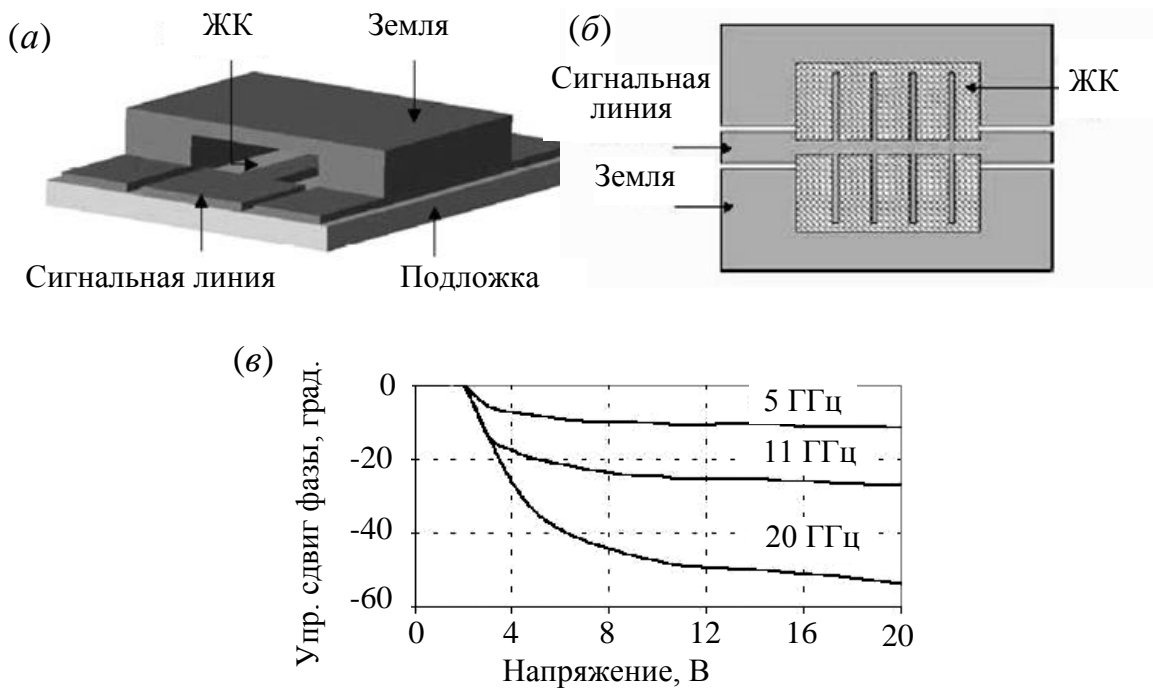 (а)
ЖК
Земля
Сигнальная линия
Подложка
(б)
Сигнальная
линия
ЖК
Земля
(в)
Упр. сдвиг фазы, град.
0
-20
-40
-60
5 ГГц
11 ГГц
20 ГГц
0 4 8 12 16 20
Напряжение, В